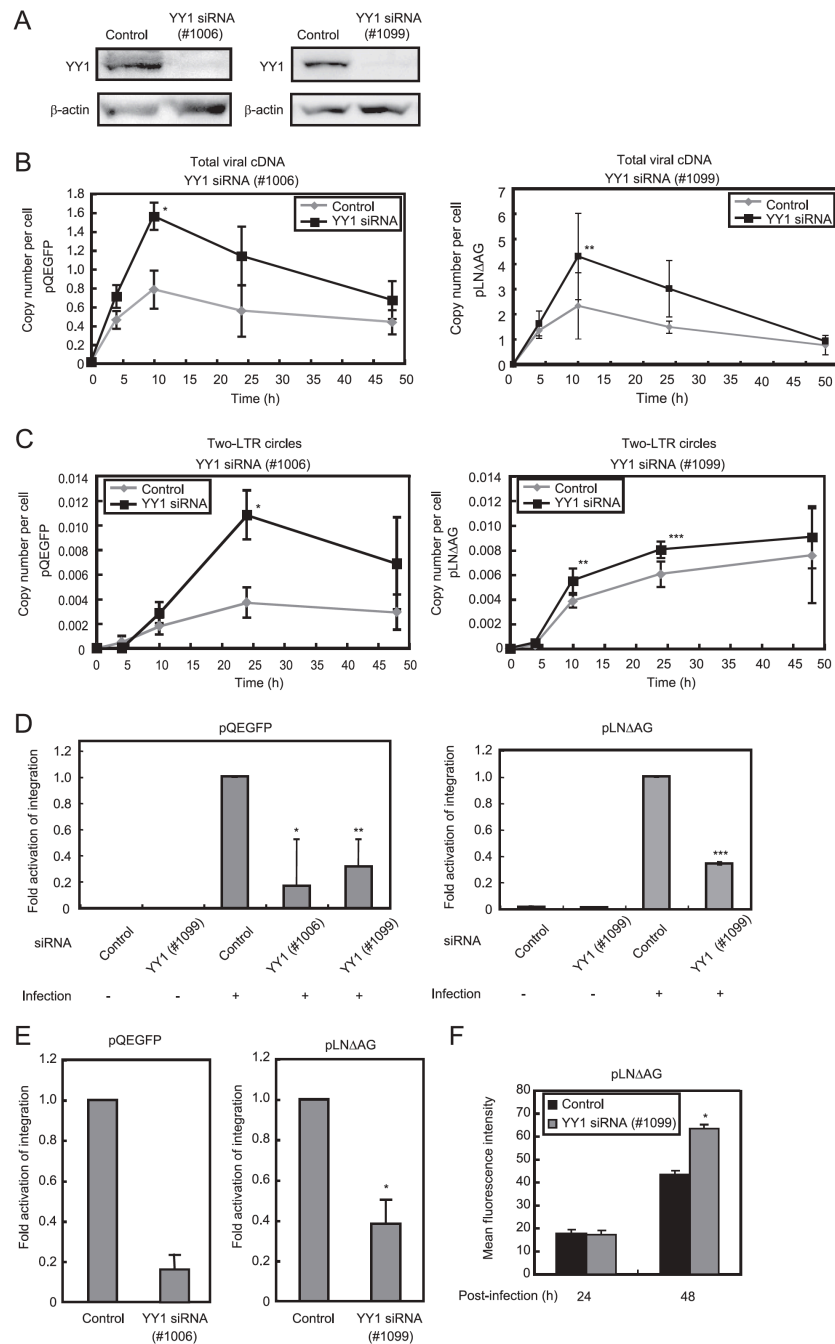 A
Control
YY1 siRNA
(#1006)
YY1
β-actin
Control
YY1 siRNA
(#1099)
YY1
β-actin
B
Total viral cDNA
YY1 siRNA (#1006)
Copy number per cell
pQEGFP
1.8
1.6
1.4
1.2
1.0
0.8
0.6
0.4
0.2
0
Control
YY1 siRNA
*
0 5 10 15 20 25 30 35 40 45 50
Time (h)
Total viral cDNA
YY1 siRNA (#1099)
Copy number per cell
pLNΔAG
7
6
5
4
3
2
1
0
Control
YY1 siRNA
**
0 5 10 15 20 25 30 35 40 45 50
Time (h)
C
Two-LTR circles
YY1 siRNA (#1006)
Copy number per cell
pQEGFP
0.014
0.012
0.010
0.008
0.006
0.004
0.002
0
Control
YY1 siRNA
*
0 5 10 15 20 25 30 35 40 45 50
Time (h)
Two-LTR circles
YY1 siRNA (#1099)
Copy number per cell
pLNΔAG
0.014
0.012
0.010
0.008
0.006
0.004
0.002
0
Control
YY1 siRNA
**
***
0 5 10 15 20 25 30 35 40 45 50
Time (h)
D
pQEGFP
Fold activation of integration
1.2
1.0
0.8
0.6
0.4
0.2
0
*
**
siRNA
Control
YY1 (#1099)
Control
YY1 (#1006)
YY1 (#1099)
Infection - - + + +
pLNΔAG
Fold activation of integration
1.2
1.0
0.8
0.6
0.4
0.2
0
***
siRNA
Control
YY1 (#1099)
Control
YY1 (#1099)
Infection - - + +
E
pQEGFP
Fold activation of integration
1.2
1.0
0.8
0.6
0.4
0.2
0
Control
YY1 siRNA
(#1006)
pLNΔAG
Fold activation of integration
1.2
1.0
0.8
0.6
0.4
0.2
0
*
Control
YY1 siRNA
(#1099)
F
pLNΔAG
Mean fluorescence intensity
80
70
60
50
40
30
20
10
0
Control
YY1 siRNA (#1099)
*
Post-infection (h) 24 48